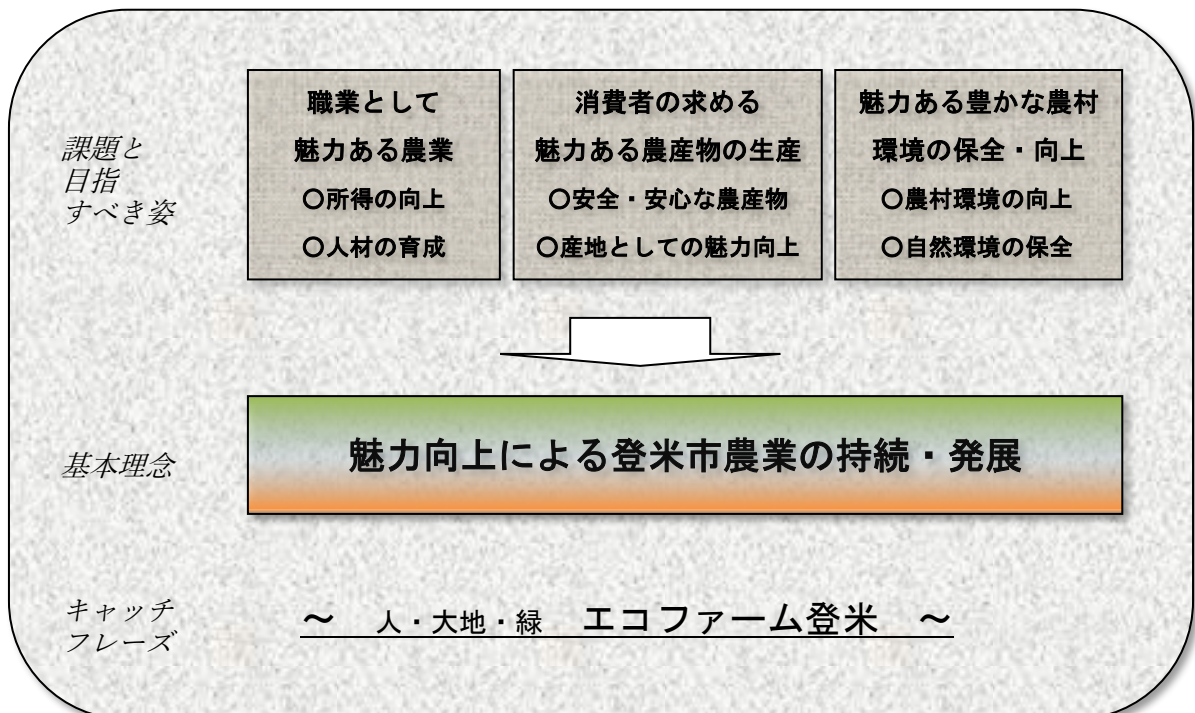 課題と
目指
すべき姿
職業として
魅力ある農業
〇所得の向上
〇人材の育成
消費者の求める
魅力ある農産物の生産
〇安全・安心な農産物
〇産地としての魅力向上
魅力ある豊かな農村
環境の保全・向上
〇農村環境の向上
〇自然環境の保全
基本理念
魅力向上による登米市農業の持続・発展
キャッチ
フレーズ
～ 人・大地・緑 エコファーム登米 ～